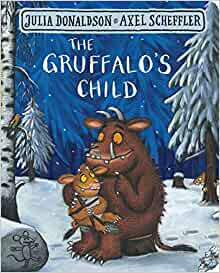 JULIA DONALDSON • AXEL SCHEFFLER
THE
GRUFFALO'S
CHILD